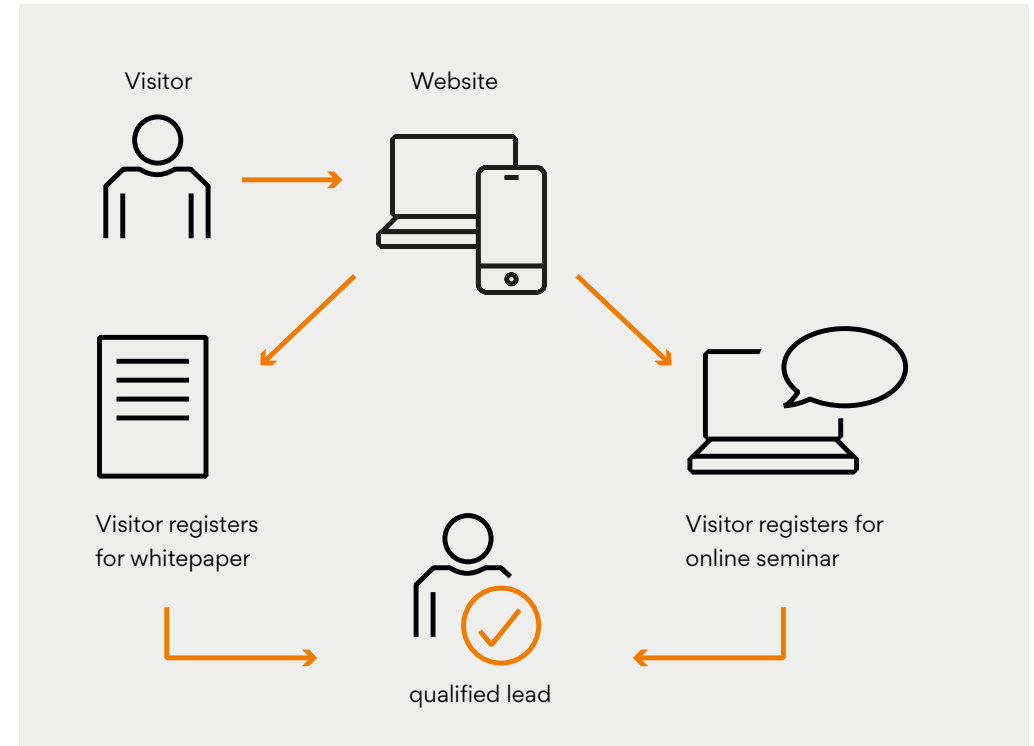 Visitor
Website
Visitor registers
for whitepaper
Visitor registers for
online seminar
qualified lead